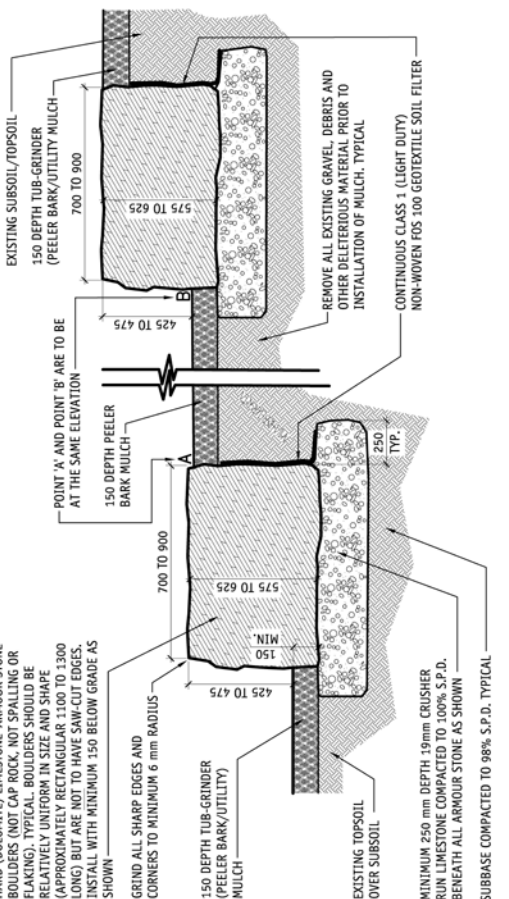 HARD LIMESTONE ARMOUR STONE
BOULDERS (NOT CAP ROCK, NOT SPALLING OR
FLAKING). TYPICAL. BOULDERS SHOULD BE
RELATIVELY UNIFORM IN SIZE AND SHAPE
(APPROXIMATELY RECTANGULAR 1100 TO 1300
LONG) BUT ARE NOT TO HAVE SAW-CUT EDGES.
INSTALL WITH MINIMUM 150 BELOW GRADE AS
SHOWN
GRIND ALL SHARP EDGES AND
CORNERS TO MINIMUM 6 mm RADIUS
150 DEPTH TUB-GRINDER
(PEELER BARK/UTILITY)
MULCH
EXISTING TOPSOIL
OVER SUBSOIL
MINIMUM 250 mm DEPTH 19mm CRUSHER
RUN LIMESTONE COMPACTED TO 100% S.P.D.
BENEATH ALL ARMOUR STONE AS SHOWN
SUBBASE COMPACTED TO 98% S.P.D. TYPICAL
POINT 'A' AND POINT 'B' ARE TO BE
AT THE SAME ELEVATION
150 DEPTH PEELER
BARK MULCH
A
700 TO 900
575 TO 625
425 TO 475
150
MIN.
250
TYP.
EXISTING SUBSOIL/TOPSOIL
150 DEPTH TUB-GRINDER
(PEELER BARK/UTILITY MULCH
700 TO 900
575 TO 625
425 TO 475
B
REMOVE ALL EXISTING GRAVEL, DEBRIS AND
OTHER DELETERIOUS MATERIAL PRIOR TO
INSTALLATION OF MULCH. TYPICAL
CONTINUOUS CLASS 1 (LIGHT DUTY)
NON-WOVEN FOS 100 GEOTEXTILE SOIL FILTER